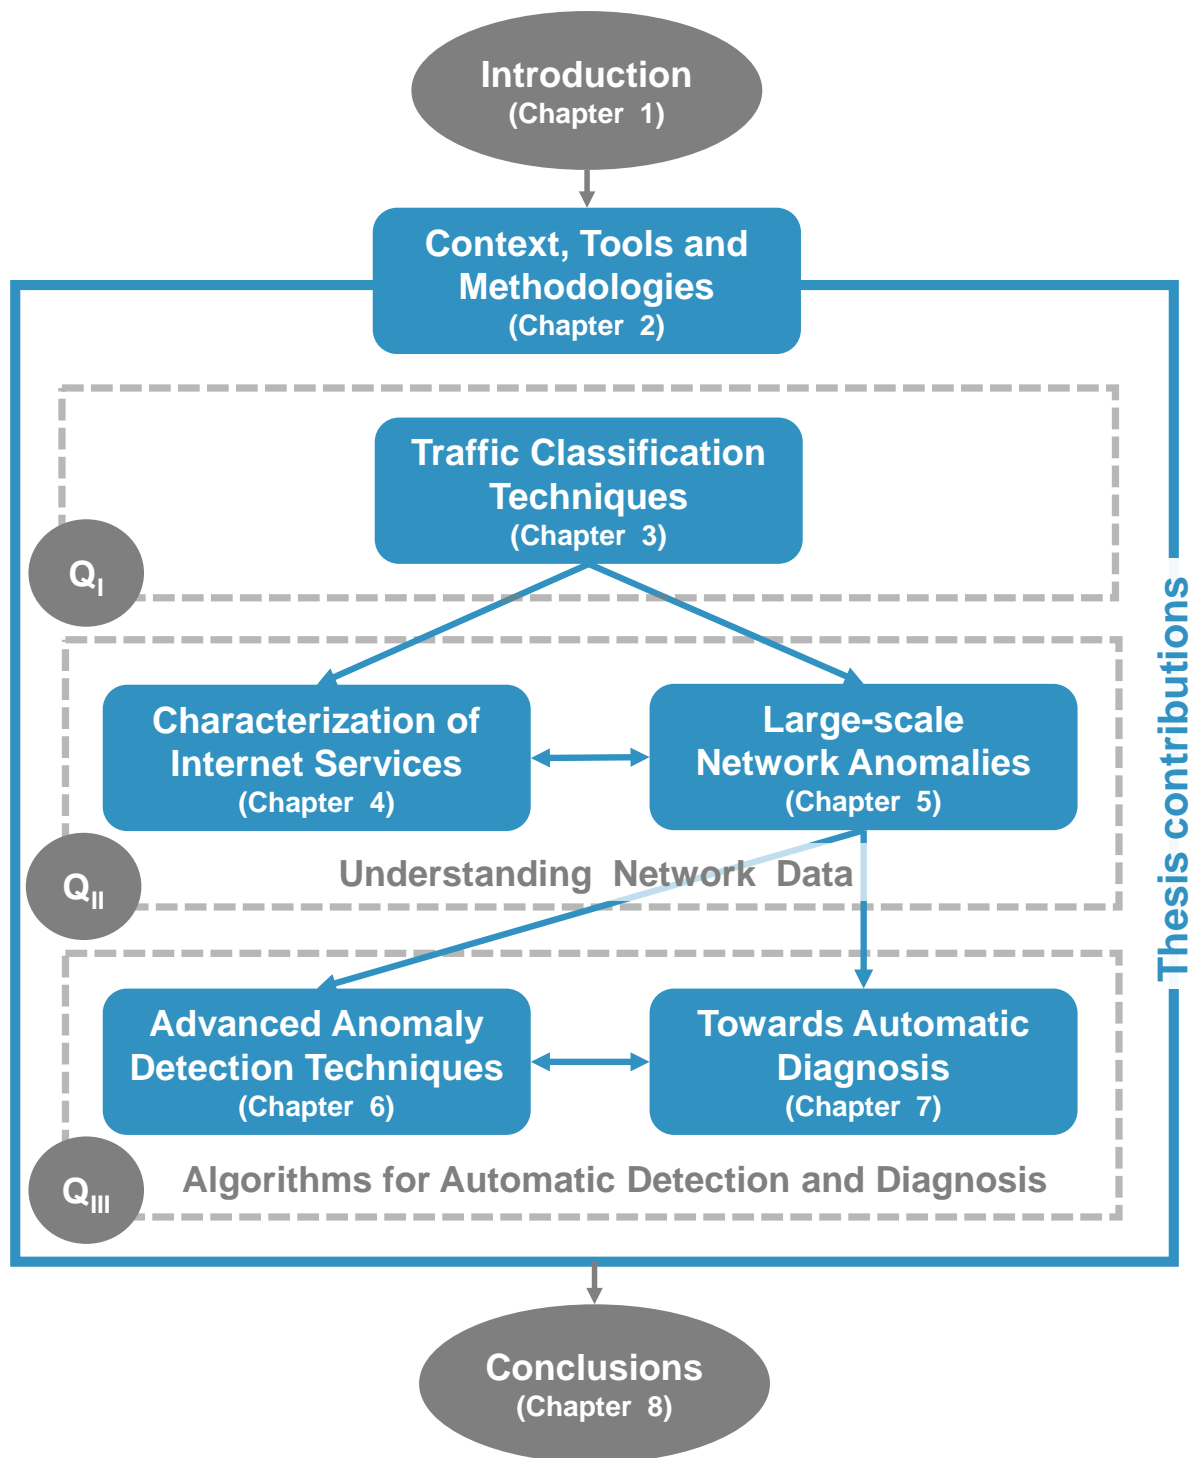 Introduction
(Chapter 1)
Context, Tools and
Methodologies
(Chapter 2)
Traffic Classification
Techniques
(Chapter 3)
QI
Characterization of
Internet Services
(Chapter 4)
Large-scale
Network Anomalies
(Chapter 5)
Understanding Network Data
QII
Advanced Anomaly
Detection Techniques
(Chapter 6)
Towards Automatic
Diagnosis
(Chapter 7)
Algorithms for Automatic Detection and Diagnosis
QIII
Thesis contributions
Conclusions
(Chapter 8)